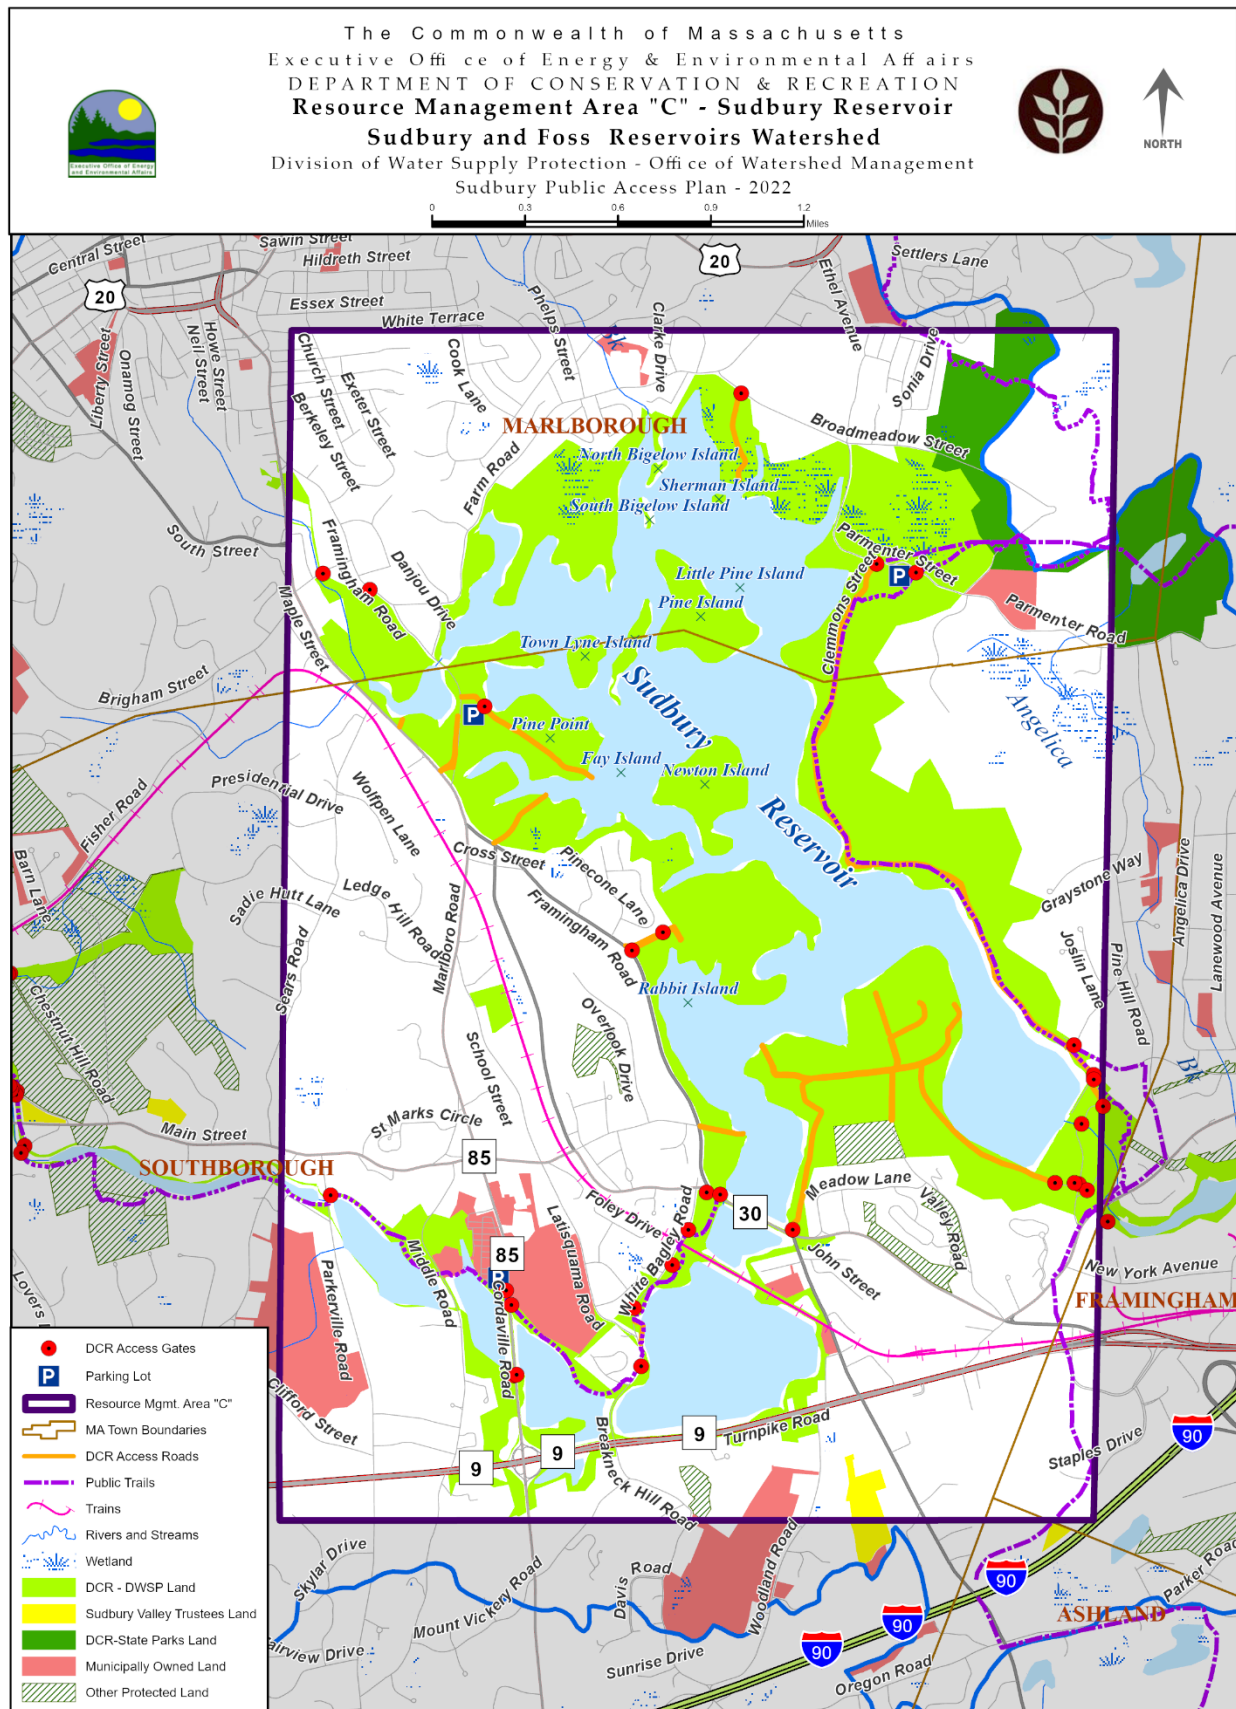 The Commonwealth of Massachusetts
Executive Office of Energy & Environmental Affairs
DEPARTMENT OF CONSERVATION & RECREATION
Resource Management Area "C" - Sudbury Reservoir
Sudbury and Foss Reservoirs Watershed
Division of Water Supply Protection - Office of Watershed Management
Sudbury Public Access Plan - 2022
Executive Office of Energy
and Environmental Affairs
NORTH
0 0.3 0.6 0.9 1.2
Miles
Central Street
Sawin Street
Hildreth Street
20
20
Settlers Lane
Ethel Avenue
Essex Street
White Terrace
Phelps Street
Bk
Clarke Drive
Liberty Street
Onamog Street
Neil Street
Howe Street
Church Street
Exeter Street
Berkeley Street
Cook Lane
Sonia Drive
MARLBOROUGH
Broadmeadow Street
North Bigelow Island
Farm Road
Sherman Island
South Bigelow Island
South Street
Framingham Road
Danjou Drive
Parmenter Street
P
Little Pine Island
Pine Island
Clemmons Street
Parmenter Road
Maple Street
Town Lyne Island
Brigham Street
Sudbury
Angelica
P
Pine Point
Fay Island
Newton Island
Presidential Drive
Wolfpen Lane
Fisher Road
Reservoir
Barn Lane
Cross Street
Pinecone Lane
Sadie Hutt Lane
Ledge Hill Road
Marlboro Road
Framingham Road
Graystone Way
Angelica Drive
Lanewood Avenue
Joslin Lane
Pine Hill Road
Sears Road
Rabbit Island
Chestnut Hill Road
Overlook Drive
School Street
Bk
St Marks Circle
Main Street
85
SOUTHBOROUGH
Meadow Lane
Valley Road
Foley Drive
White Bagley Road
30
Latisquama Road
John Street
85
P
Middle Road
Cordaville Road
New York Avenue
FRAMINGHAM
Parkerville Road
Clifford Street
Breakneck Hill Road
Turnpike Road
9
9
9
Staples Drive
90
Skylar Drive
Mount Vickery Road
Davis Road
Woodland Road
90
Parker Road
ASHLAND
90
90
Sunrise Drive
Oregon Road
DCR Access Gates
P Parking Lot
Resource Mgmt. Area "C"
MA Town Boundaries
DCR Access Roads
Public Trails
Trains
Rivers and Streams
Wetland
DCR - DWSP Land
Sudbury Valley Trustees Land
DCR-State Parks Land
Municipally Owned Land
Other Protected Land